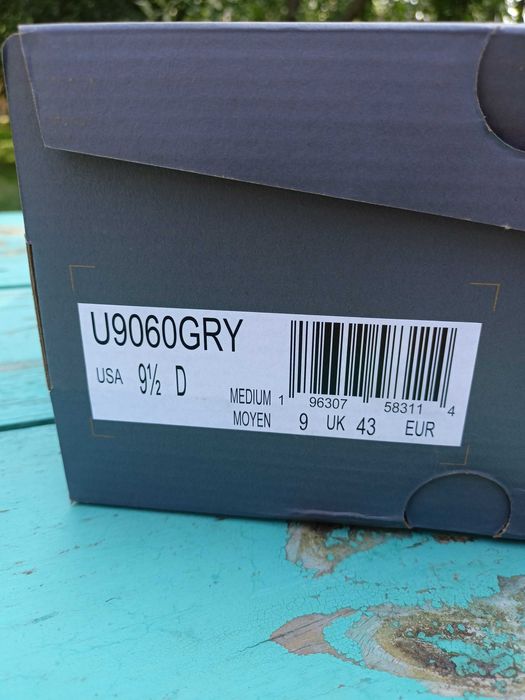 U9060GRY
USA 9½ D
MEDIUM 1 96307 58311 4
MOYEN 9 UK 43 EUR